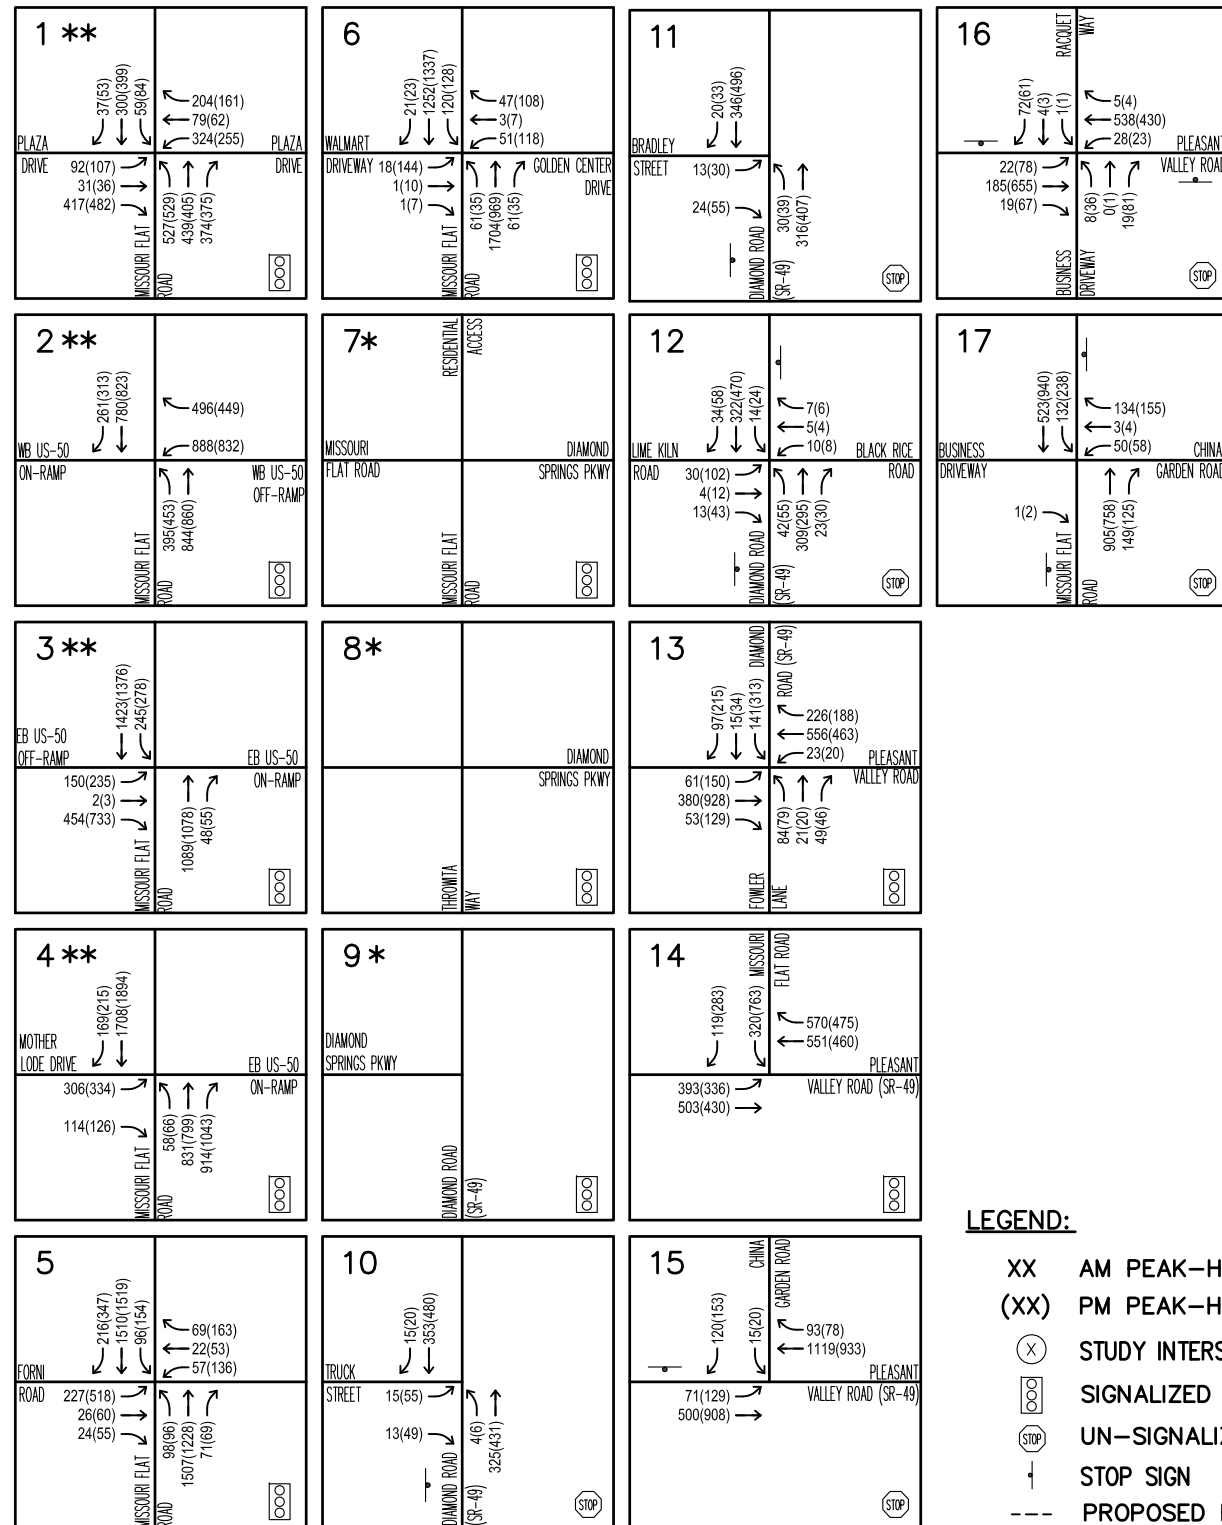 1 **
37(53)
300(399)
59(84)
204(161)
79(62)
324(255)
PLAZA
DRIVE
PLAZA
DRIVE
92(107)
31(36)
417(482)
527(529)
439(405)
374(375)
MISSOURI FLAT
ROAD
6
21(23)
1252(1337)
120(128)
47(108)
3(7)
51(118)
WALMART
DRIVEWAY
GOLDEN CENTER
DRIVE
18(144)
1(10)
1(7)
61(35)
1704(969)
61(35)
MISSOURI FLAT
ROAD
11
20(33)
346(496)
BRADLEY
STREET
13(30)
24(55)
30(39)
316(407)
DIAMOND ROAD
(SR-49)
STOP
16
RACQUET
WAY
72(61)
4(3)
1(1)
5(4)
538(430)
28(23)
PLEASANT
VALLEY ROAD
22(78)
185(655)
19(67)
8(36)
0(1)
19(81)
BUSINESS
DRIVEWAY
STOP
2 **
261(313)
780(823)
496(449)
888(832)
WB US-50
ON-RAMP
WB US-50
OFF-RAMP
395(453)
844(860)
MISSOURI FLAT
ROAD
7*
RESIDENTIAL
ACCESS
MISSOURI
FLAT ROAD
DIAMOND
SPRINGS PKWY
MISSOURI FLAT
ROAD
12
34(58)
322(470)
14(24)
7(6)
5(4)
10(8)
LIME KILN
ROAD
BLACK RICE
ROAD
30(102)
4(12)
13(43)
42(55)
309(295)
23(30)
DIAMOND ROAD
(SR-49)
STOP
17
523(940)
132(238)
134(155)
3(4)
50(58)
BUSINESS
DRIVEWAY
CHINA
GARDEN ROAD
1(2)
905(758)
149(125)
MISSOURI FLAT
ROAD
STOP
3 **
1423(1376)
245(278)
EB US-50
OFF-RAMP
EB US-50
ON-RAMP
150(235)
2(3)
454(733)
1089(1078)
48(55)
MISSOURI FLAT
ROAD
8*
DIAMOND
SPRINGS PKWY
THROWITA
WAY
13
DIAMOND
ROAD (SR-49)
97(215)
15(34)
141(313)
226(188)
556(463)
23(20)
PLEASANT
VALLEY ROAD
61(150)
380(928)
53(129)
84(79)
21(20)
49(46)
FOWLER
LANE
4 **
169(215)
1708(1894)
MOTHER
LODE DRIVE
EB US-50
ON-RAMP
306(334)
114(126)
58(66)
831(799)
914(1043)
MISSOURI FLAT
ROAD
9 *
DIAMOND
SPRINGS PKWY
DIAMOND ROAD
(SR-49)
14
MISSOURI
FLAT ROAD
119(283)
320(763)
570(475)
551(460)
PLEASANT
VALLEY ROAD (SR-49)
393(336)
503(430)
5
216(347)
1510(1519)
96(154)
69(163)
22(53)
57(136)
FORNI
ROAD
227(518)
26(60)
24(55)
98(96)
1507(1228)
71(69)
MISSOURI FLAT
ROAD
10
15(20)
353(480)
TRUCK
STREET
15(55)
13(49)
4(6)
325(431)
DIAMOND ROAD
(SR-49)
STOP
15
CHINA
GARDEN ROAD
120(153)
15(20)
93(78)
1119(933)
PLEASANT
VALLEY ROAD (SR-49)
71(129)
500(908)
STOP
LEGEND:
XX AM PEAK-H
(XX) PM PEAK-H
X STUDY INTERS
SIGNALIZED
STOP UN-SIGNALIZ
STOP SIGN
PROPOSED